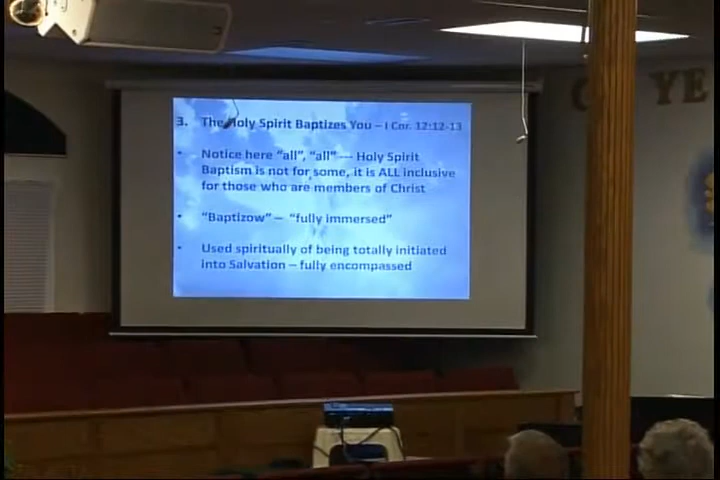 3. The Holy Spirit Baptizes You – I Cor. 12:12-13
• Notice here "all", "all" --- Holy Spirit
Baptism is not for some, it is ALL inclusive
for those who are members of Christ
• "Baptizow" – "fully immersed"
• Used spiritually of being totally initiated
into Salvation – fully encompassed
YE